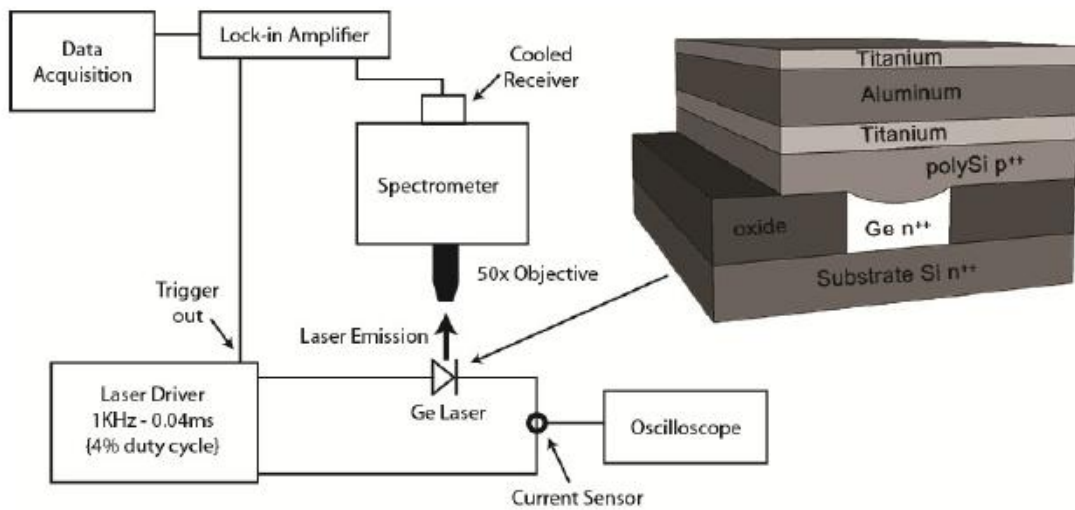 Data
Acquisition
Lock-in Amplifier
Cooled
Receiver
Spectrometer
50x Objective
Trigger
out
Laser Emission
Laser Driver
1KHz - 0.04ms
{4% duty cycle}
Ge Laser
Oscilloscope
Current Sensor
Titanium
Aluminum
Titanium
polySi p⁺⁺
oxide
Ge n⁺⁺
Substrate Si n⁺⁺